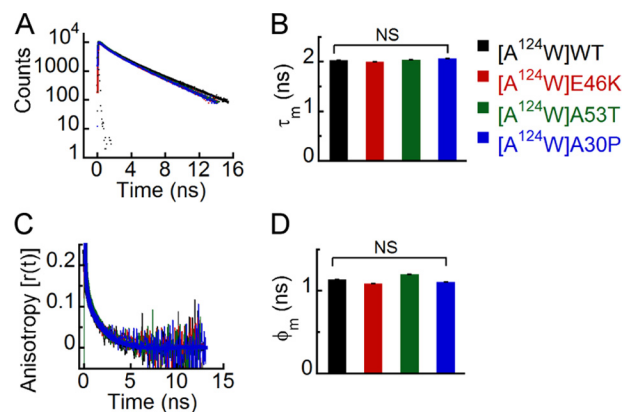 A
Counts
10⁴
1000
100
10
1
0 4 8 12 16
Time (ns)
B
NS
τm (ns)
2
1
0
[A¹²⁴W]WT
[A¹²⁴W]E46K
[A¹²⁴W]A53T
[A¹²⁴W]A30P
C
Anisotropy [r(t)]
0.2
0.1
0
0 5 10 15
Time (ns)
D
NS
ϕm (ns)
1
0